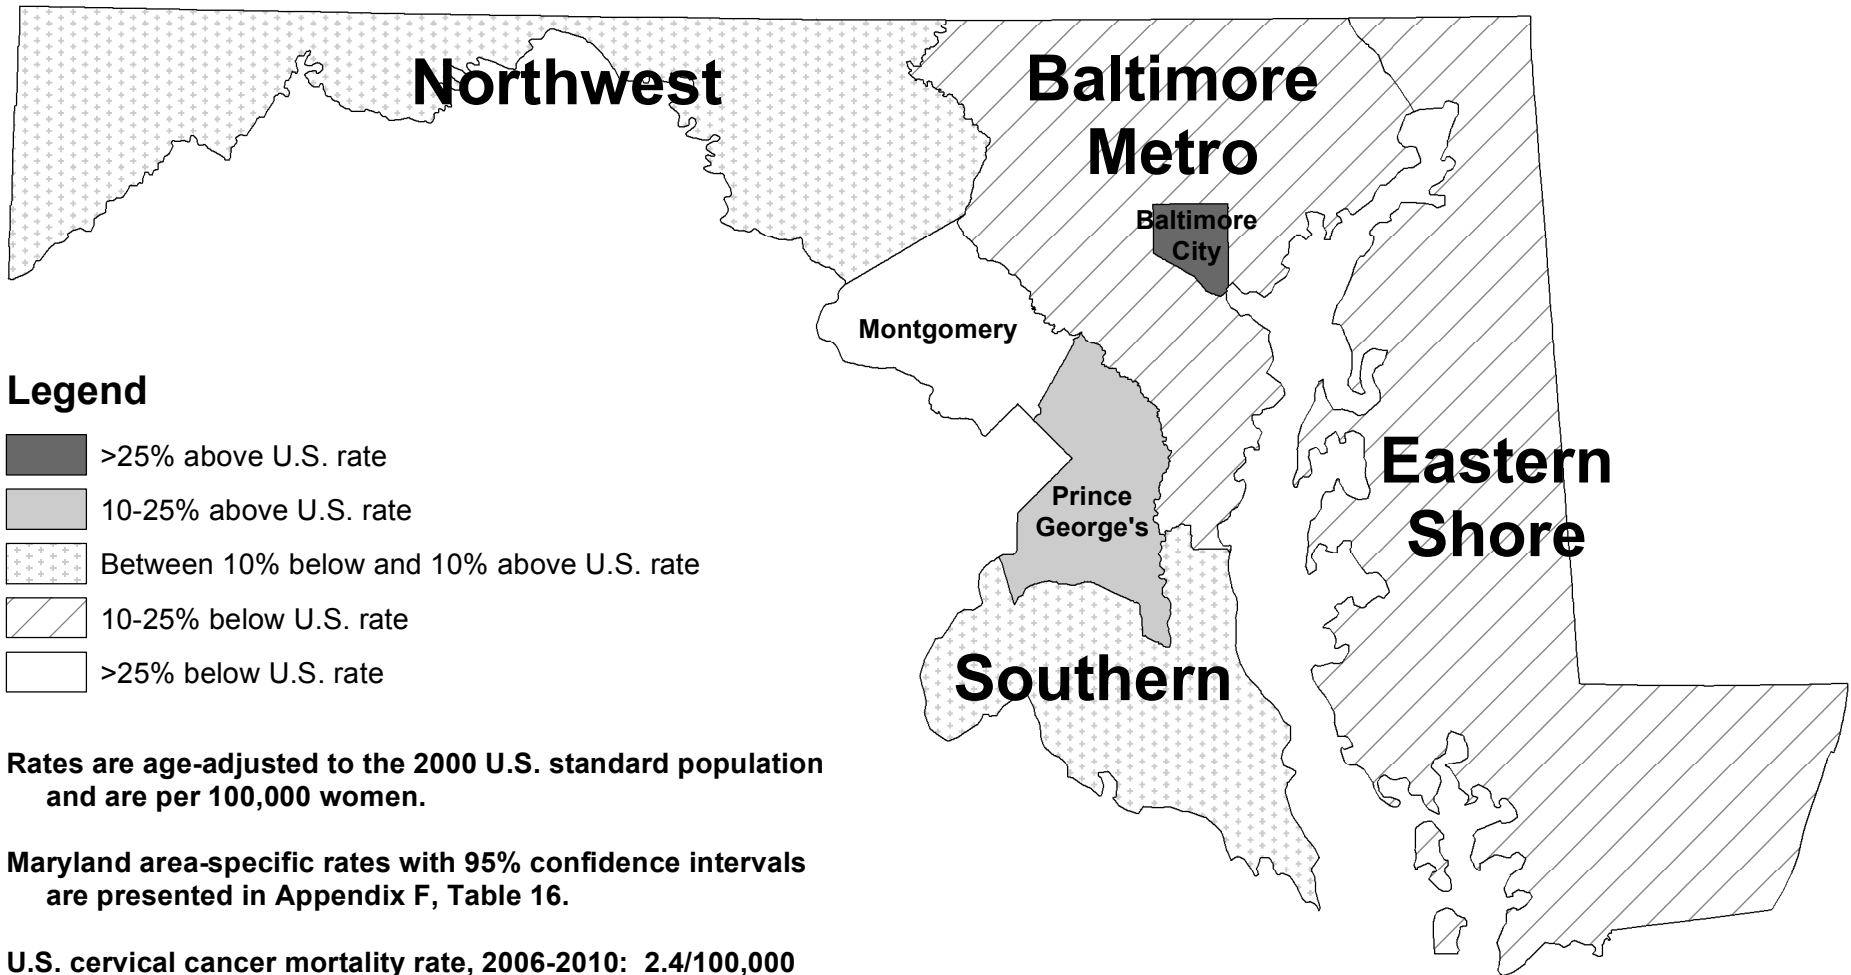 Northwest
Baltimore
Metro
Baltimore
City
Montgomery
Legend
>25% above U.S. rate
10-25% above U.S. rate
Between 10% below and 10% above U.S. rate
10-25% below U.S. rate
>25% below U.S. rate
Prince
George's
Eastern
Shore
Southern
Rates are age-adjusted to the 2000 U.S. standard population
and are per 100,000 women.
Maryland area-specific rates with 95% confidence intervals
are presented in Appendix F, Table 16.
U.S. cervical cancer mortality rate, 2006-2010: 2.4/100,000